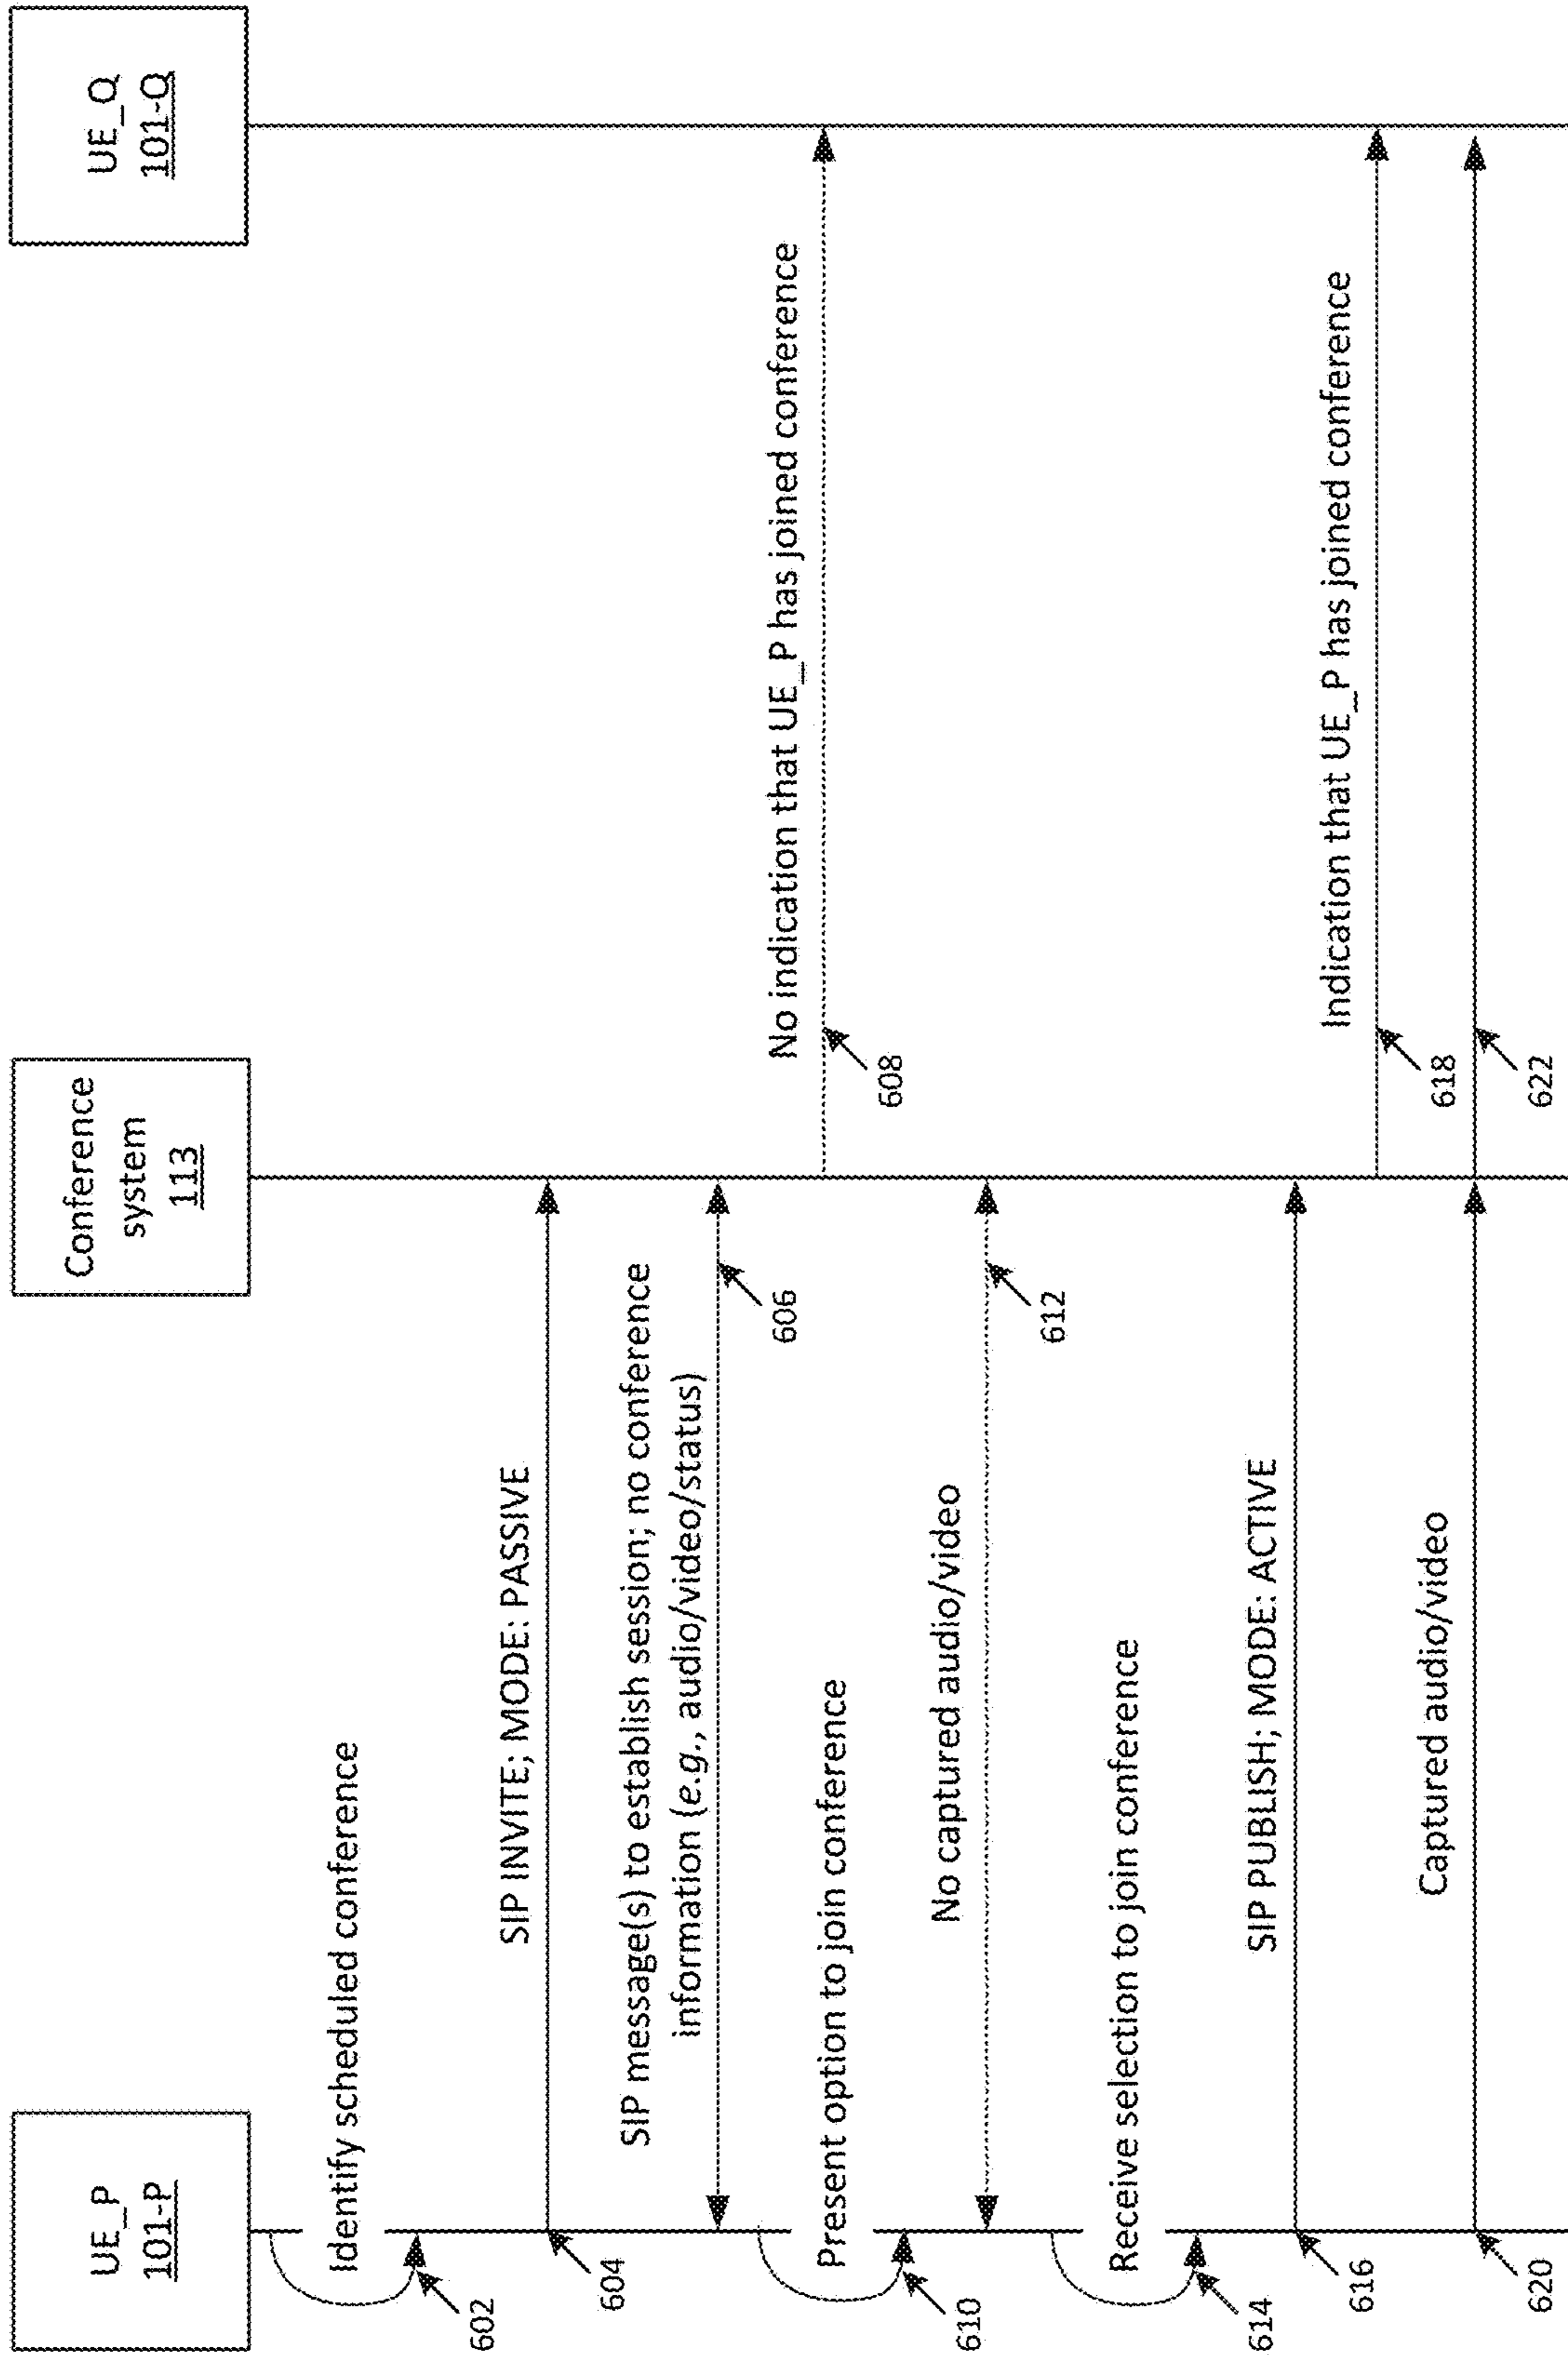 UE_P
101-P
Conference
system
113
UE_Q
101-Q
Identify scheduled conference
602
SIP INVITE; MODE: PASSIVE
604
SIP message(s) to establish session; no conference
information (e.g., audio/video/status)
606
No indication that UE_P has joined conference
608
Present option to join conference
610
No captured audio/video
612
Receive selection to join conference
614
SIP PUBLISH; MODE: ACTIVE
616
Indication that UE_P has joined conference
618
Captured audio/video
620
622